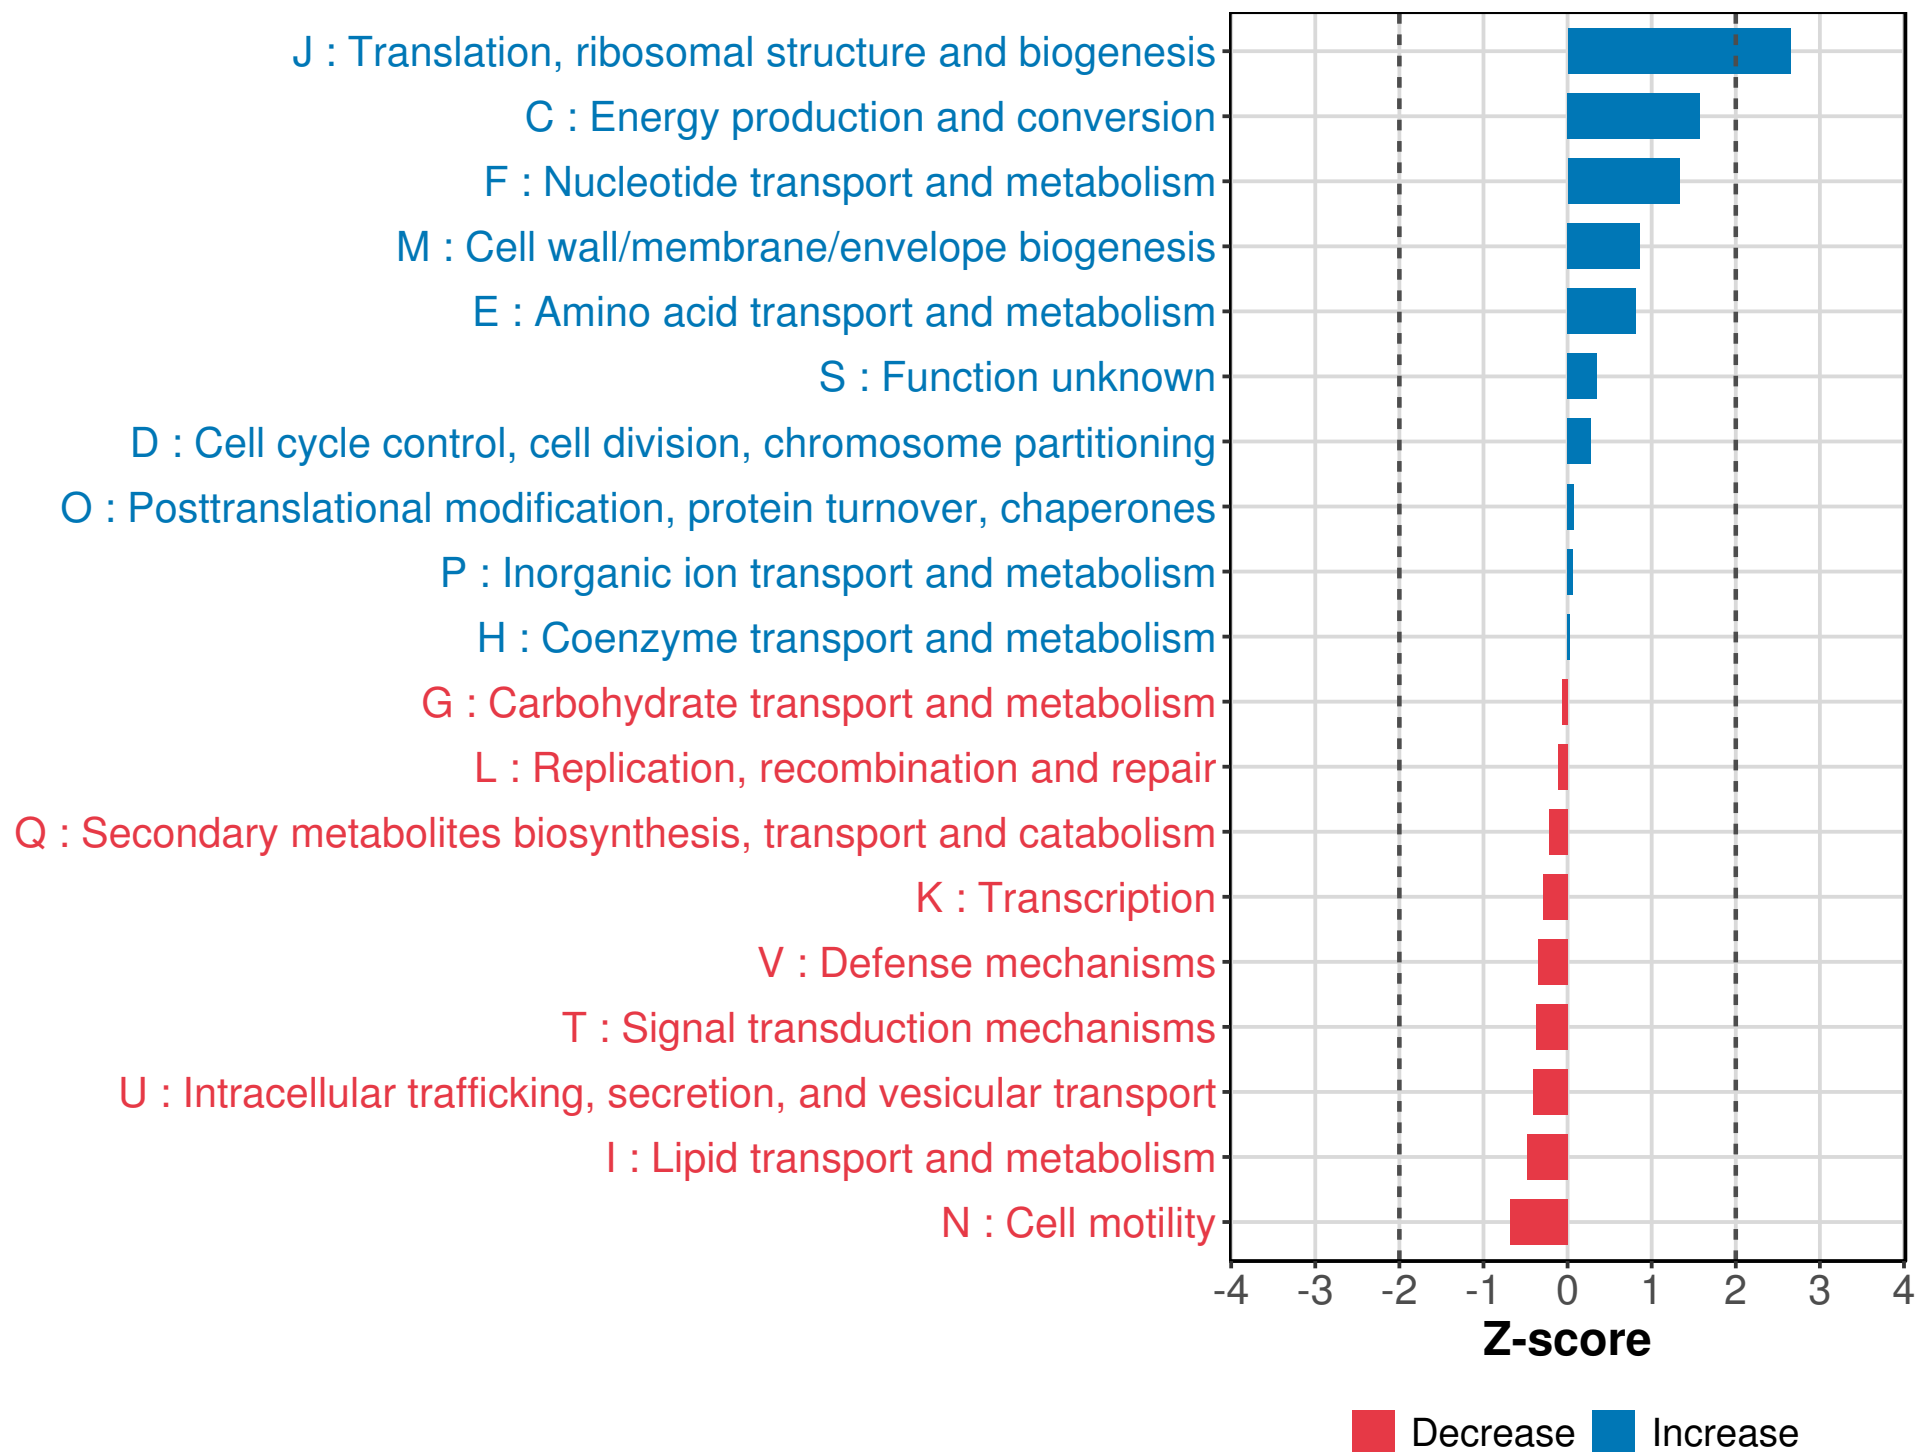 J : Translation, ribosomal structure and biogenesis
C : Energy production and conversion
F : Nucleotide transport and metabolism
M : Cell wall/membrane/envelope biogenesis
E : Amino acid transport and metabolism
S : Function unknown
D : Cell cycle control, cell division, chromosome partitioning
O : Posttranslational modification, protein turnover, chaperones
P : Inorganic ion transport and metabolism
H : Coenzyme transport and metabolism
G : Carbohydrate transport and metabolism
L : Replication, recombination and repair
Q : Secondary metabolites biosynthesis, transport and catabolism
K : Transcription
V : Defense mechanisms
T : Signal transduction mechanisms
U : Intracellular trafficking, secretion, and vesicular transport
I : Lipid transport and metabolism
N : Cell motility
-4 -3 -2 -1 0 1 2 3 4
Z-score
Decrease Increase